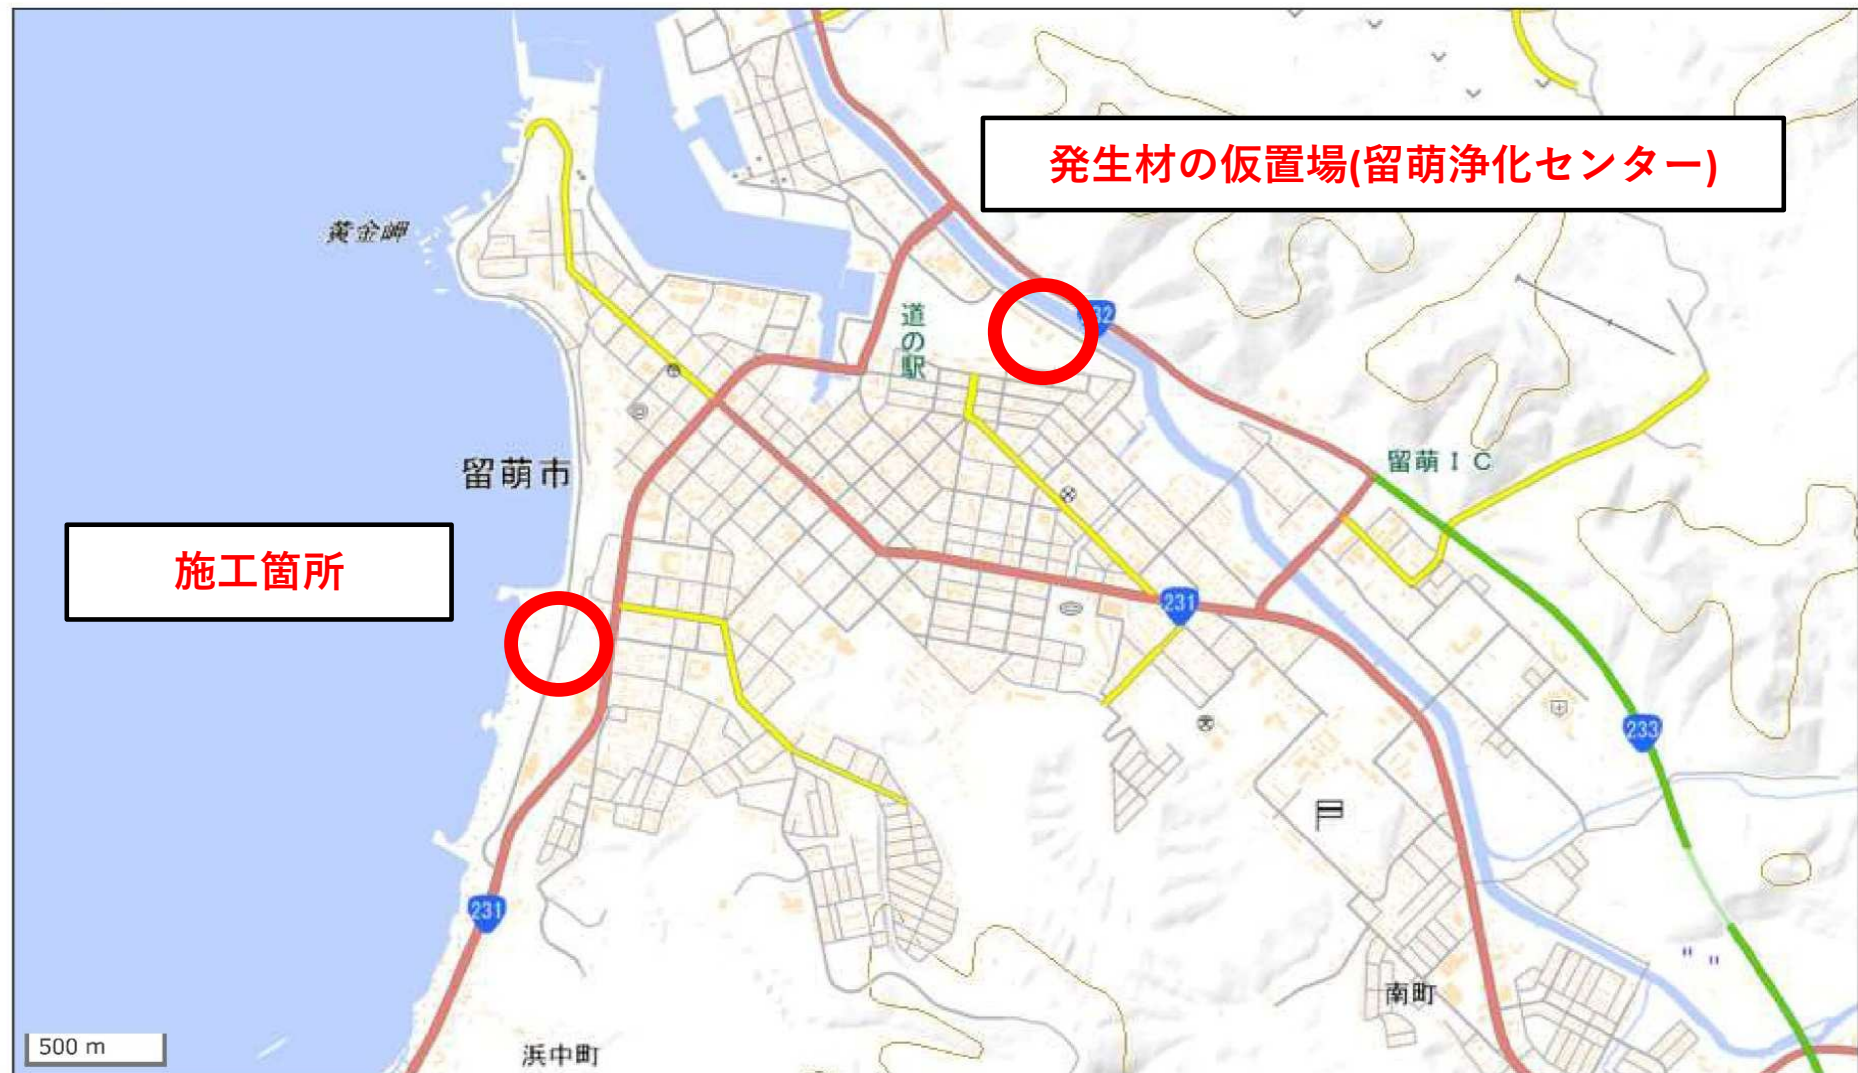 発生材の仮置場(留萌浄化センター)
黄金岬
道の駅
232
留萌IC
留萌市
施工箇所
231
233
231
南町
500 m
浜中町